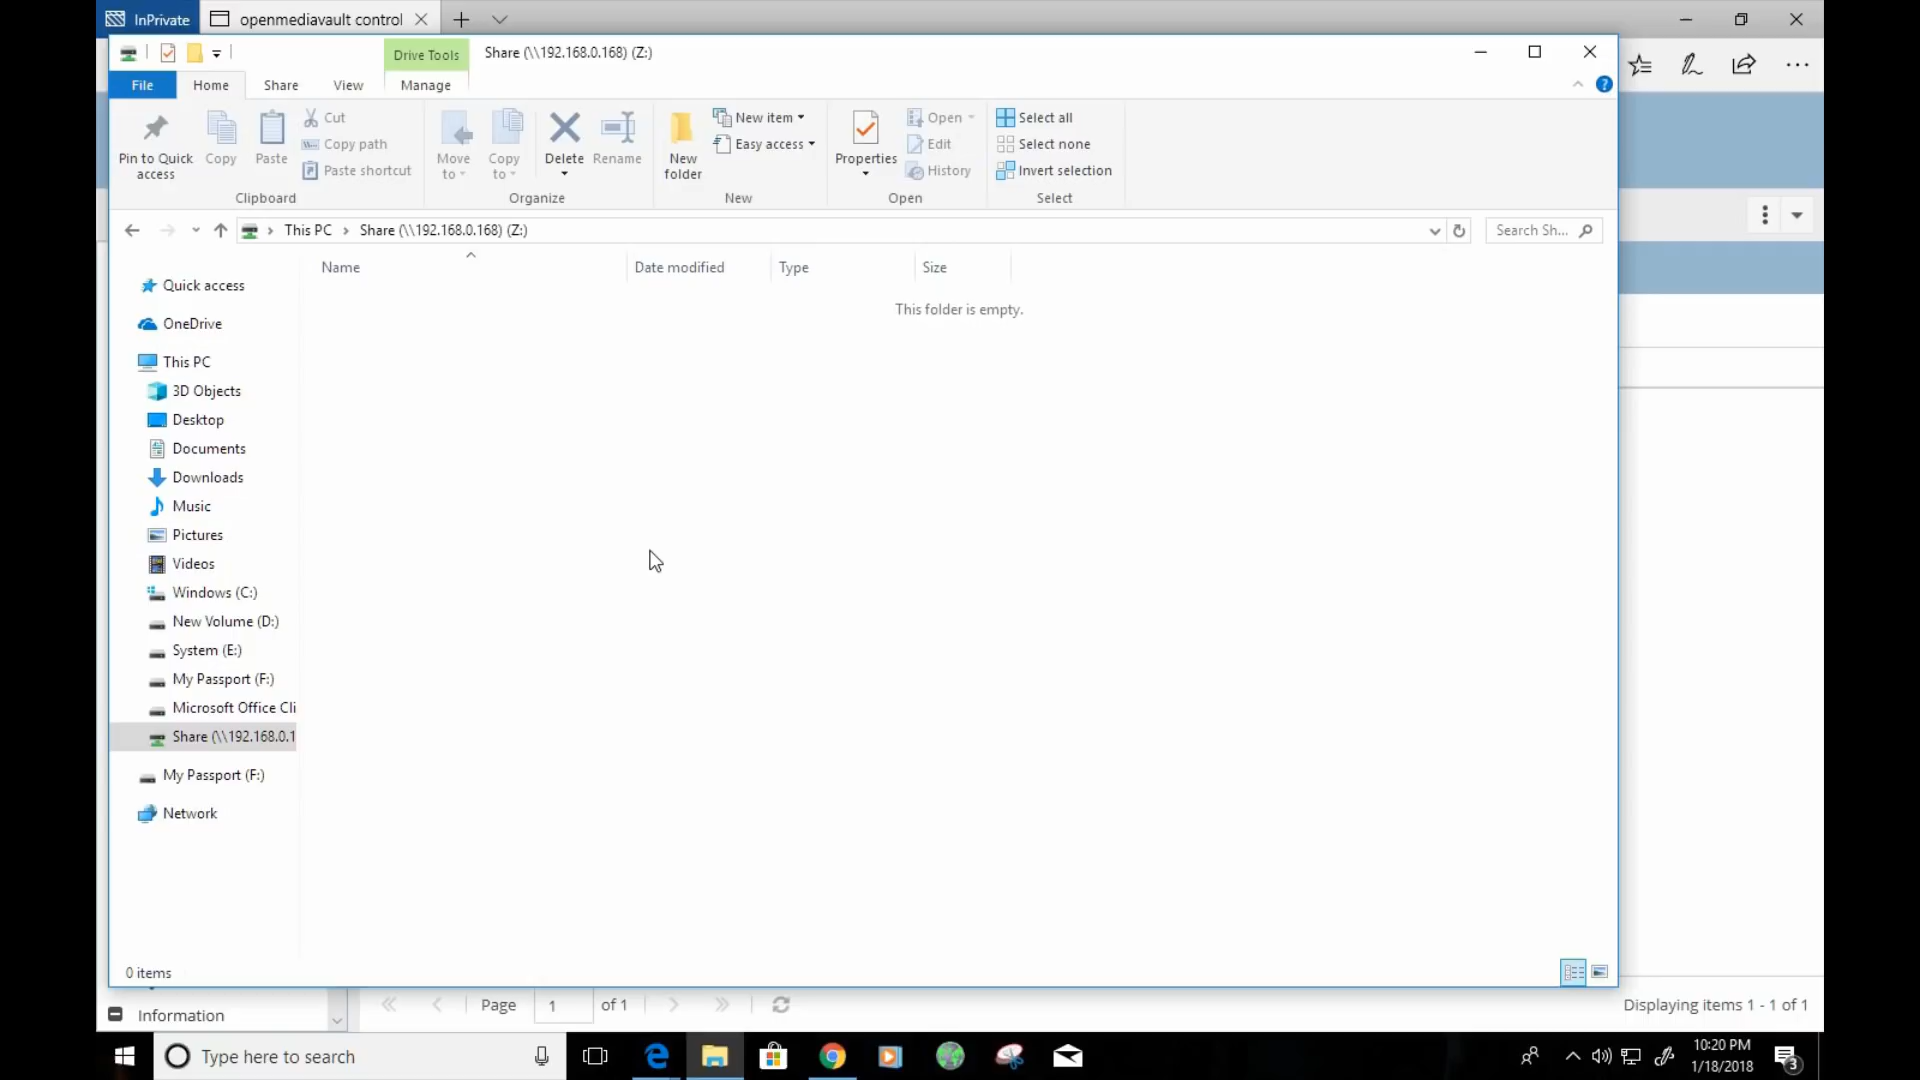 InPrivate
openmediavault control
Drive Tools
Share (\\192.168.0.168) (Z:)
File
Home
Share
View
Manage
Pin to Quick access
Copy
Paste
Cut
Copy path
Paste shortcut
Clipboard
Move to
Copy to
Delete
Rename
Organize
New folder
New item
Easy access
New
Properties
Open
Edit
History
Open
Select all
Select none
Invert selection
Select
This PC
Share (\\192.168.0.168) (Z:)
Search Sh...
Name
Date modified
Type
Size
This folder is empty.
Quick access
OneDrive
This PC
3D Objects
Desktop
Documents
Downloads
Music
Pictures
Videos
Windows (C:)
New Volume (D:)
System (E:)
My Passport (F:)
Microsoft Office Cli
Share (\\192.168.0.1
My Passport (F:)
Network
0 items
Information
Page
1
of 1
Displaying items 1 - 1 of 1
Type here to search
10:20 PM
1/18/2018
3